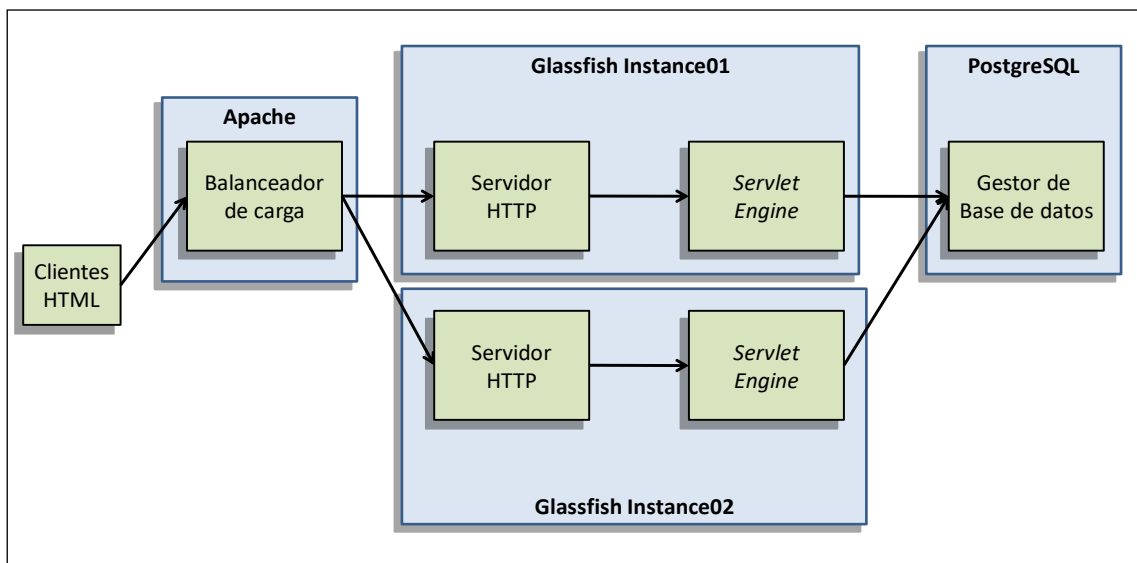 Glassfish Instance01
PostgreSQL
Apache
Balanceador
de carga
Servidor
HTTP
Servlet
Engine
Gestor de
Base de datos
Clientes
HTML
Servidor
HTTP
Servlet
Engine
Glassfish Instance02